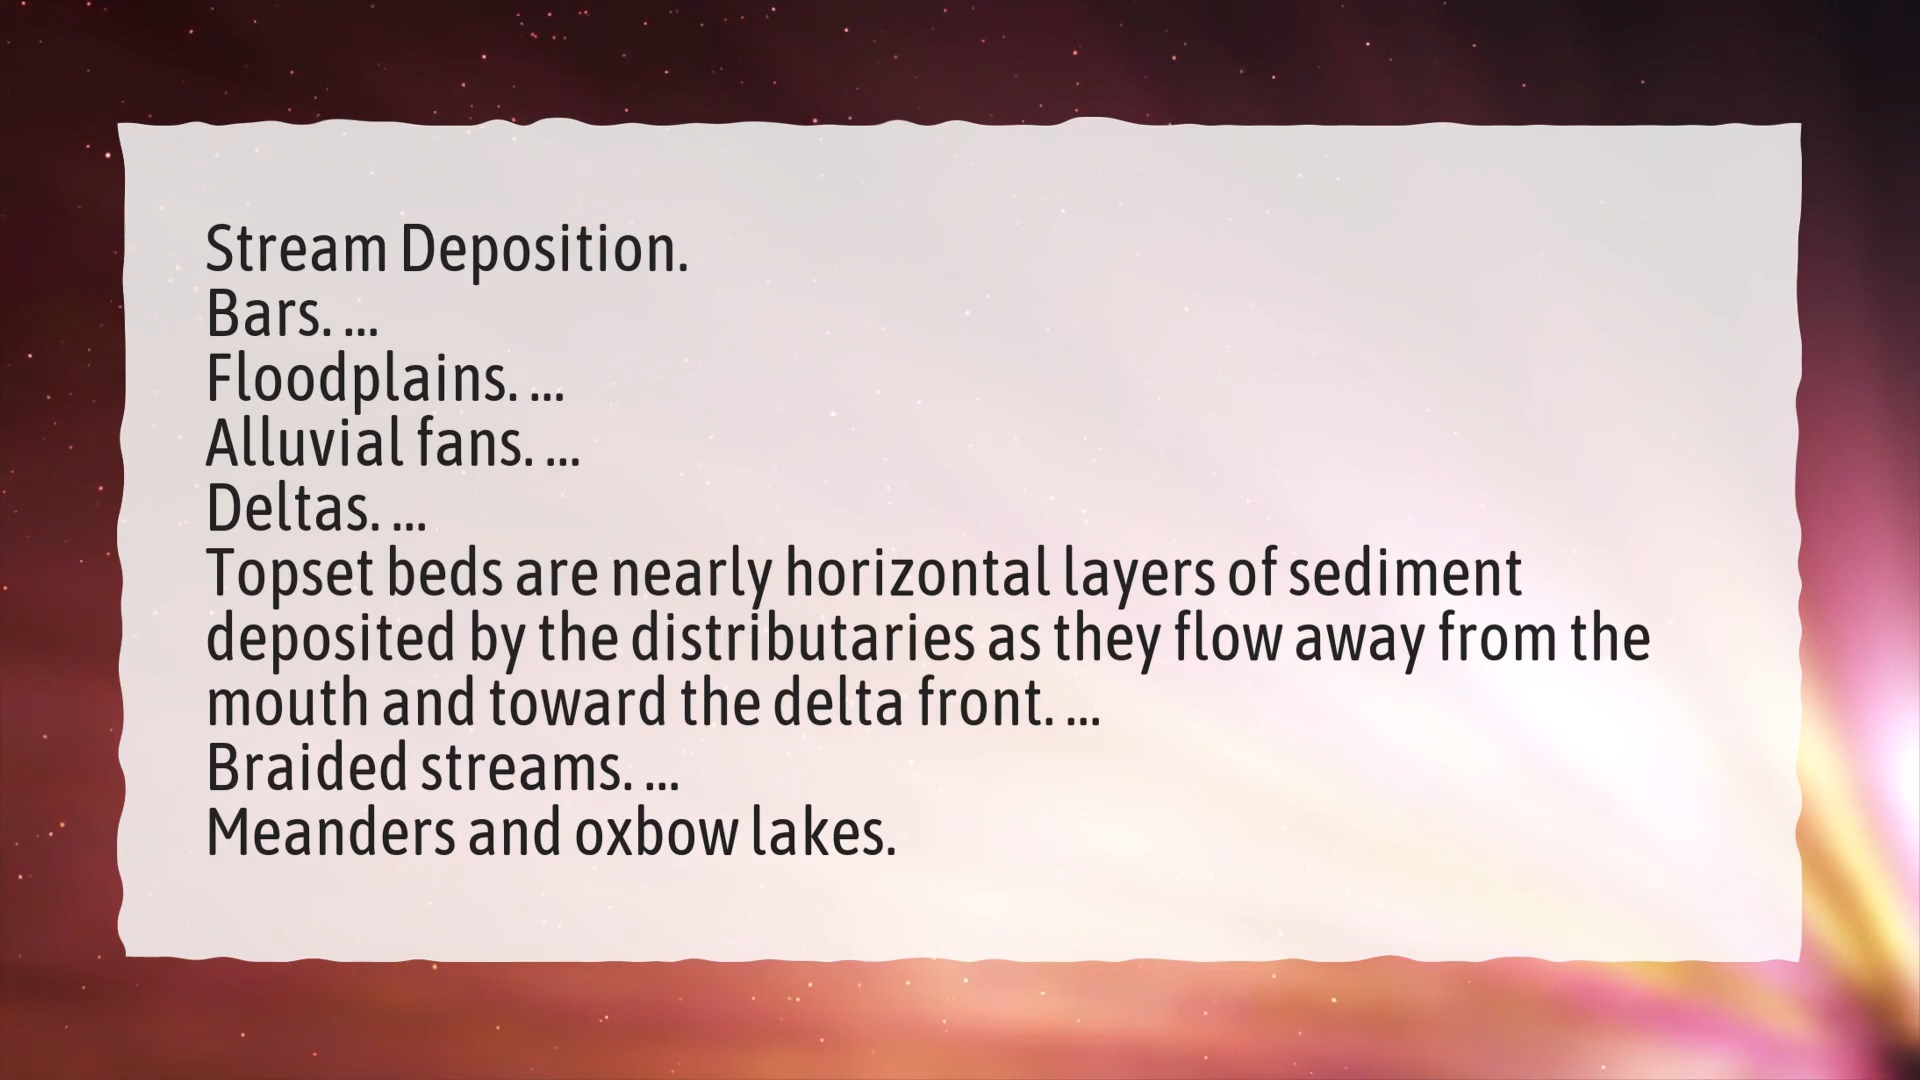 Stream Deposition.
Bars. ...
Floodplains. ...
Alluvial fans. ...
Deltas. ...
Topset beds are nearly horizontal layers of sediment
deposited by the distributaries as they flow away from the
mouth and toward the delta front. ...
Braided streams. ...
Meanders and oxbow lakes.